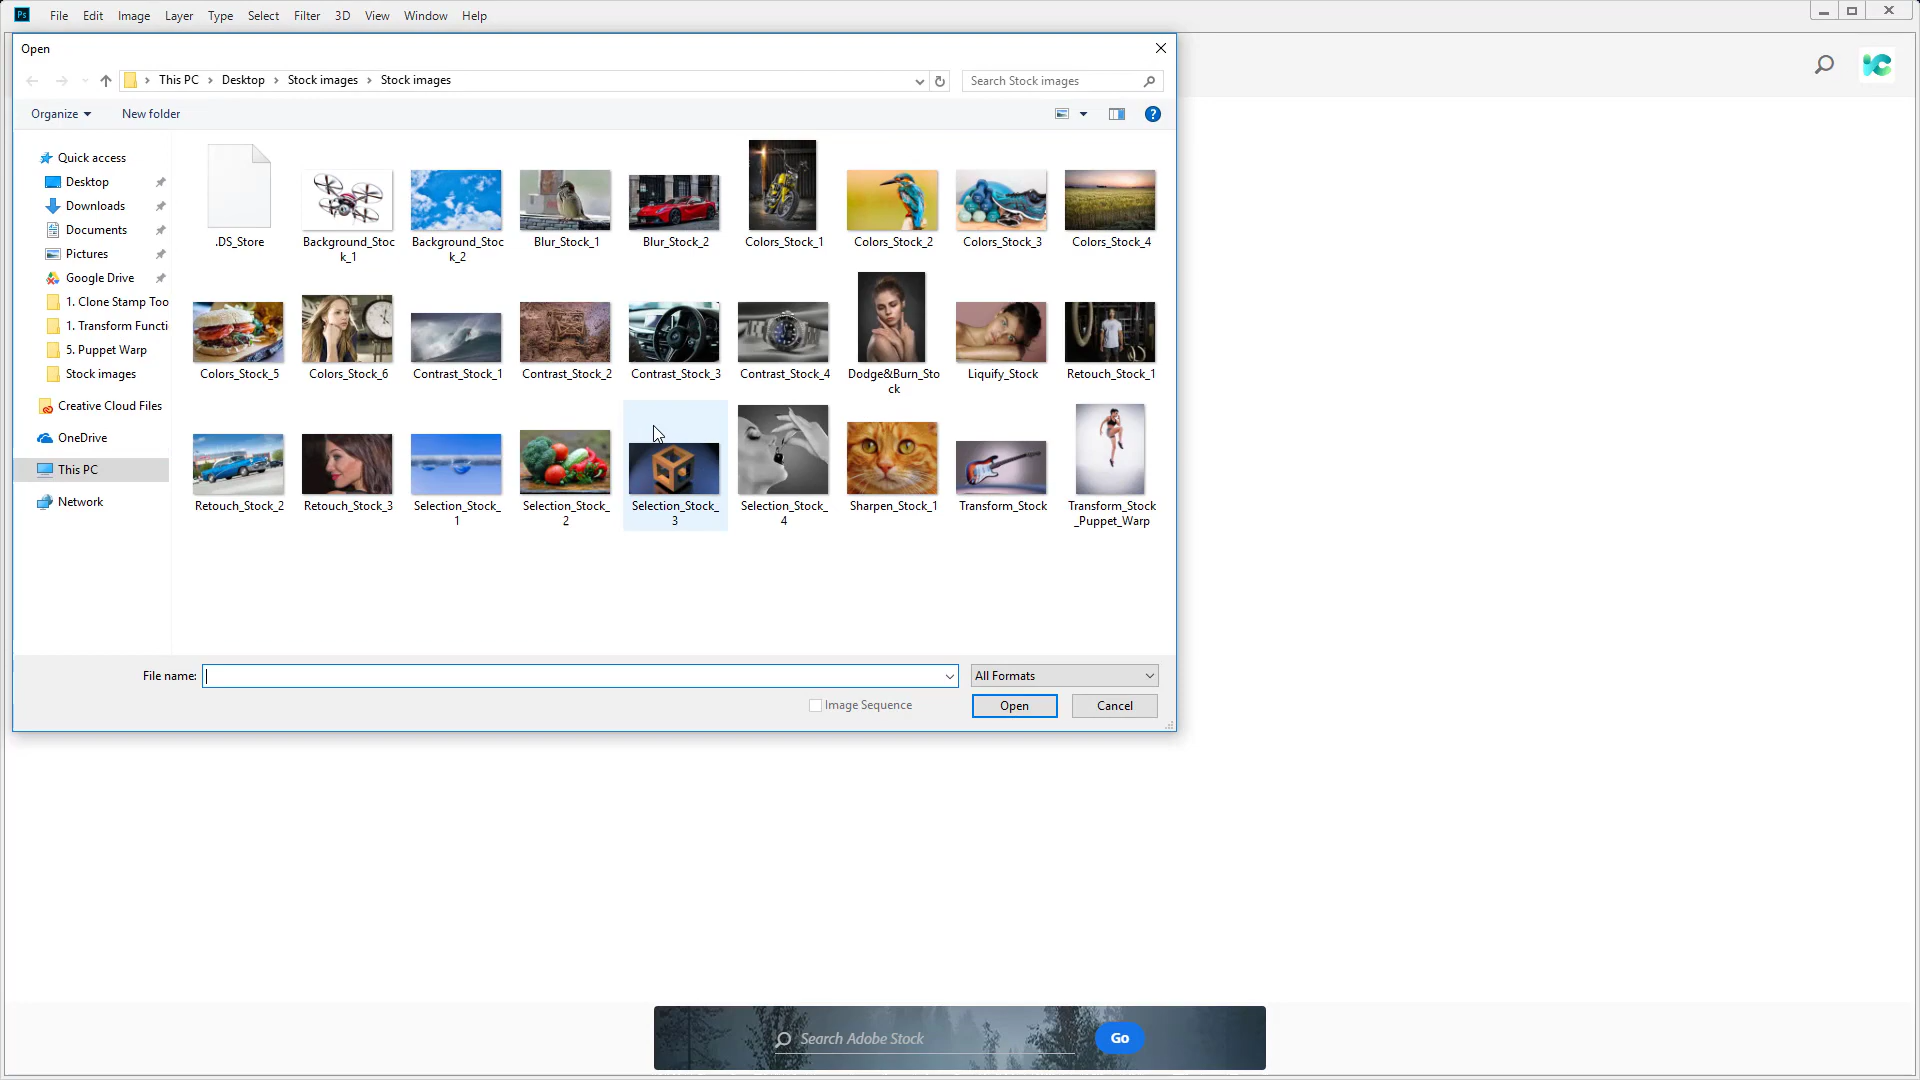 Ps File Edit Image Layer Type Select Filter 3D View Window Help
Open
This PC Desktop Stock images Stock images
Search Stock images
Organize New folder
Quick access
Desktop
Downloads
Documents
Pictures
Google Drive
1. Clone Stamp Too
1. Transform Functi
5. Puppet Warp
Stock images
Creative Cloud Files
OneDrive
This PC
Network
.DS_Store
Background_Stoc
k_1
Background_Stoc
k_2
Blur_Stock_1
Blur_Stock_2
Colors_Stock_1
Colors_Stock_2
Colors_Stock_3
Colors_Stock_4
Colors_Stock_5
Colors_Stock_6
Contrast_Stock_1
Contrast_Stock_2
Contrast_Stock_3
Contrast_Stock_4
Dodge&Burn_Sto
ck
Liquify_Stock
Retouch_Stock_1
Retouch_Stock_2
Retouch_Stock_3
Selection_Stock_
1
Selection_Stock_
2
Selection_Stock_
3
Selection_Stock_
4
Sharpen_Stock_1
Transform_Stock
Transform_Stock
_Puppet_Warp
File name:
All Formats
Image Sequence
Open
Cancel
Search Adobe Stock
Go